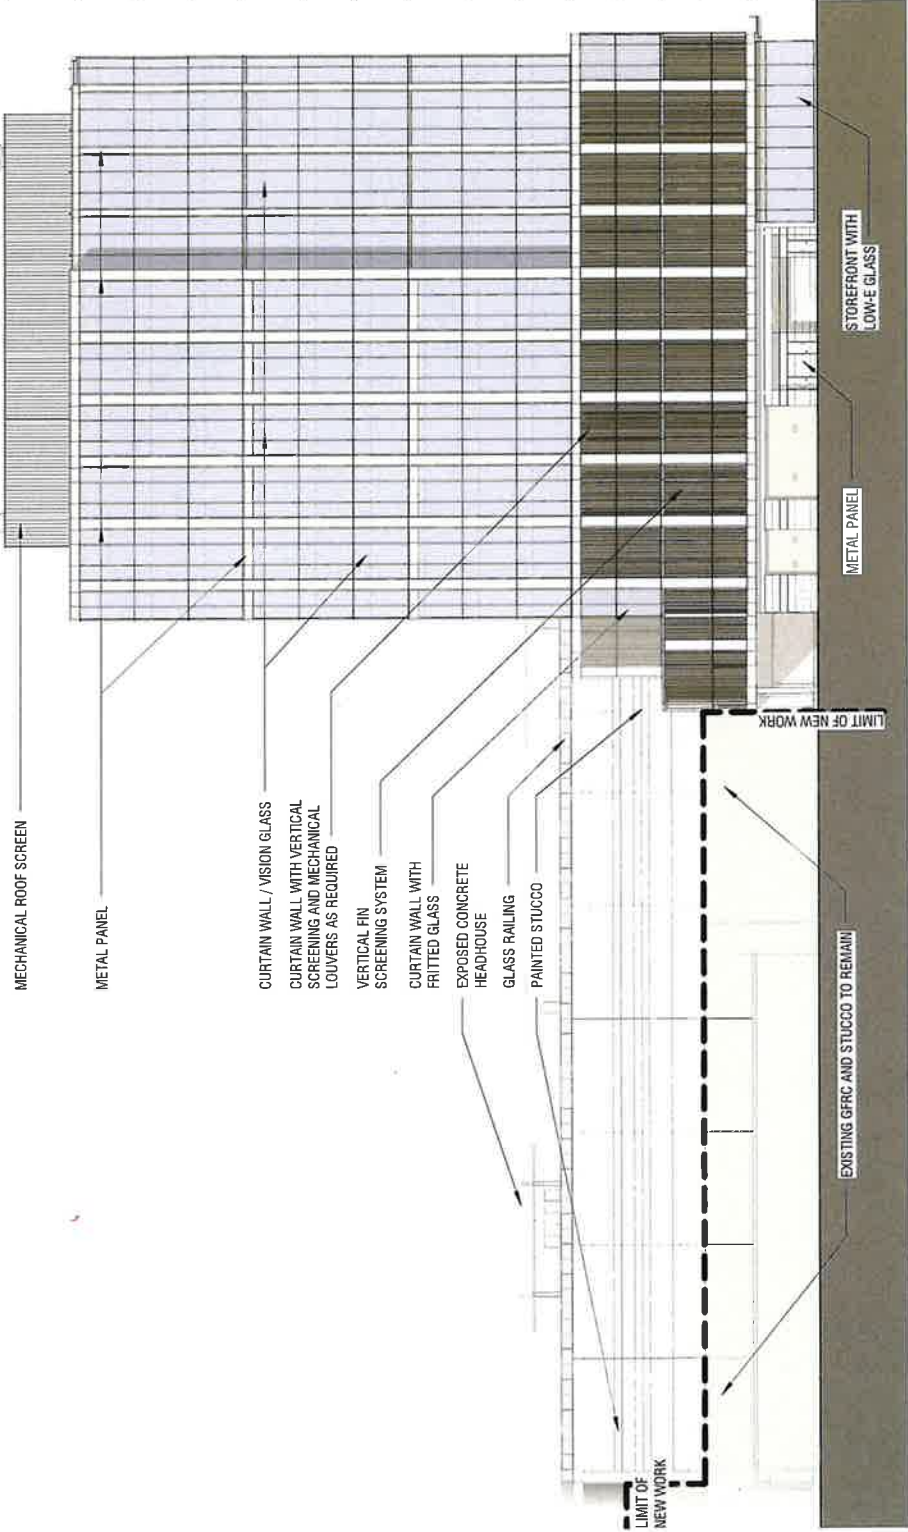 MECHANICAL ROOF SCREEN
METAL PANEL
CURTAIN WALL / VISION GLASS
CURTAIN WALL WITH VERTICAL
SCREENING AND MECHANICAL
LOUVERS AS REQUIRED
VERTICAL FIN
SCREENING SYSTEM
CURTAIN WALL WITH
FRITTED GLASS
EXPOSED CONCRETE
HEADHOUSE
GLASS RAILING
PAINTED STUCCO
LIMIT OF
NEW WORK
EXISTING GFRC AND STUCCO TO REMAIN
LIMIT OF NEW WORK
METAL PANEL
STOREFRONT WITH
LOW-E GLASS